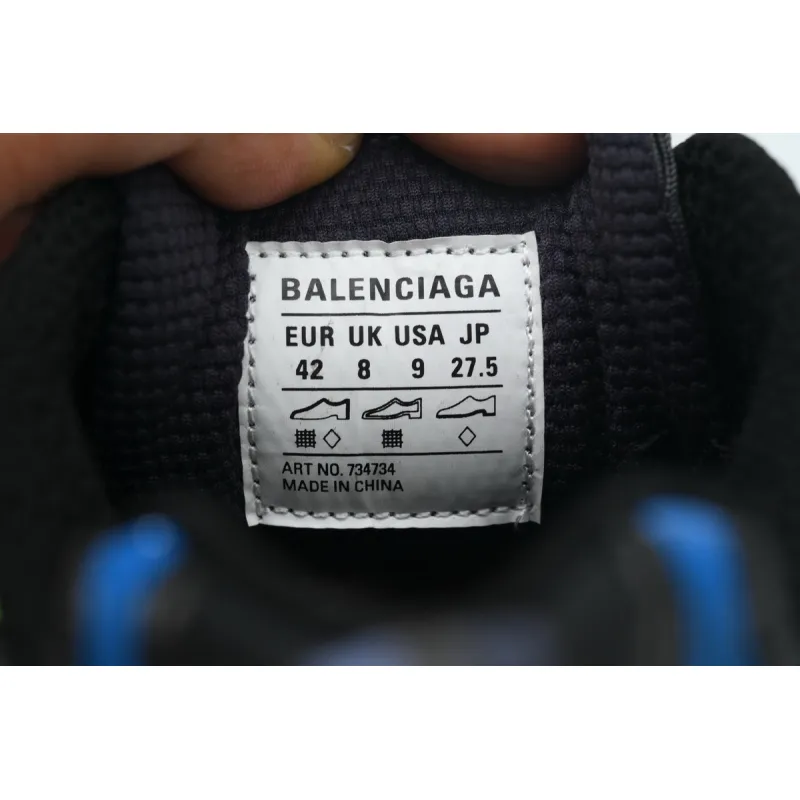 BALENCIAGA
EUR UK USA JP
42 8 9 27.5
ART NO. 734734
MADE IN CHINA